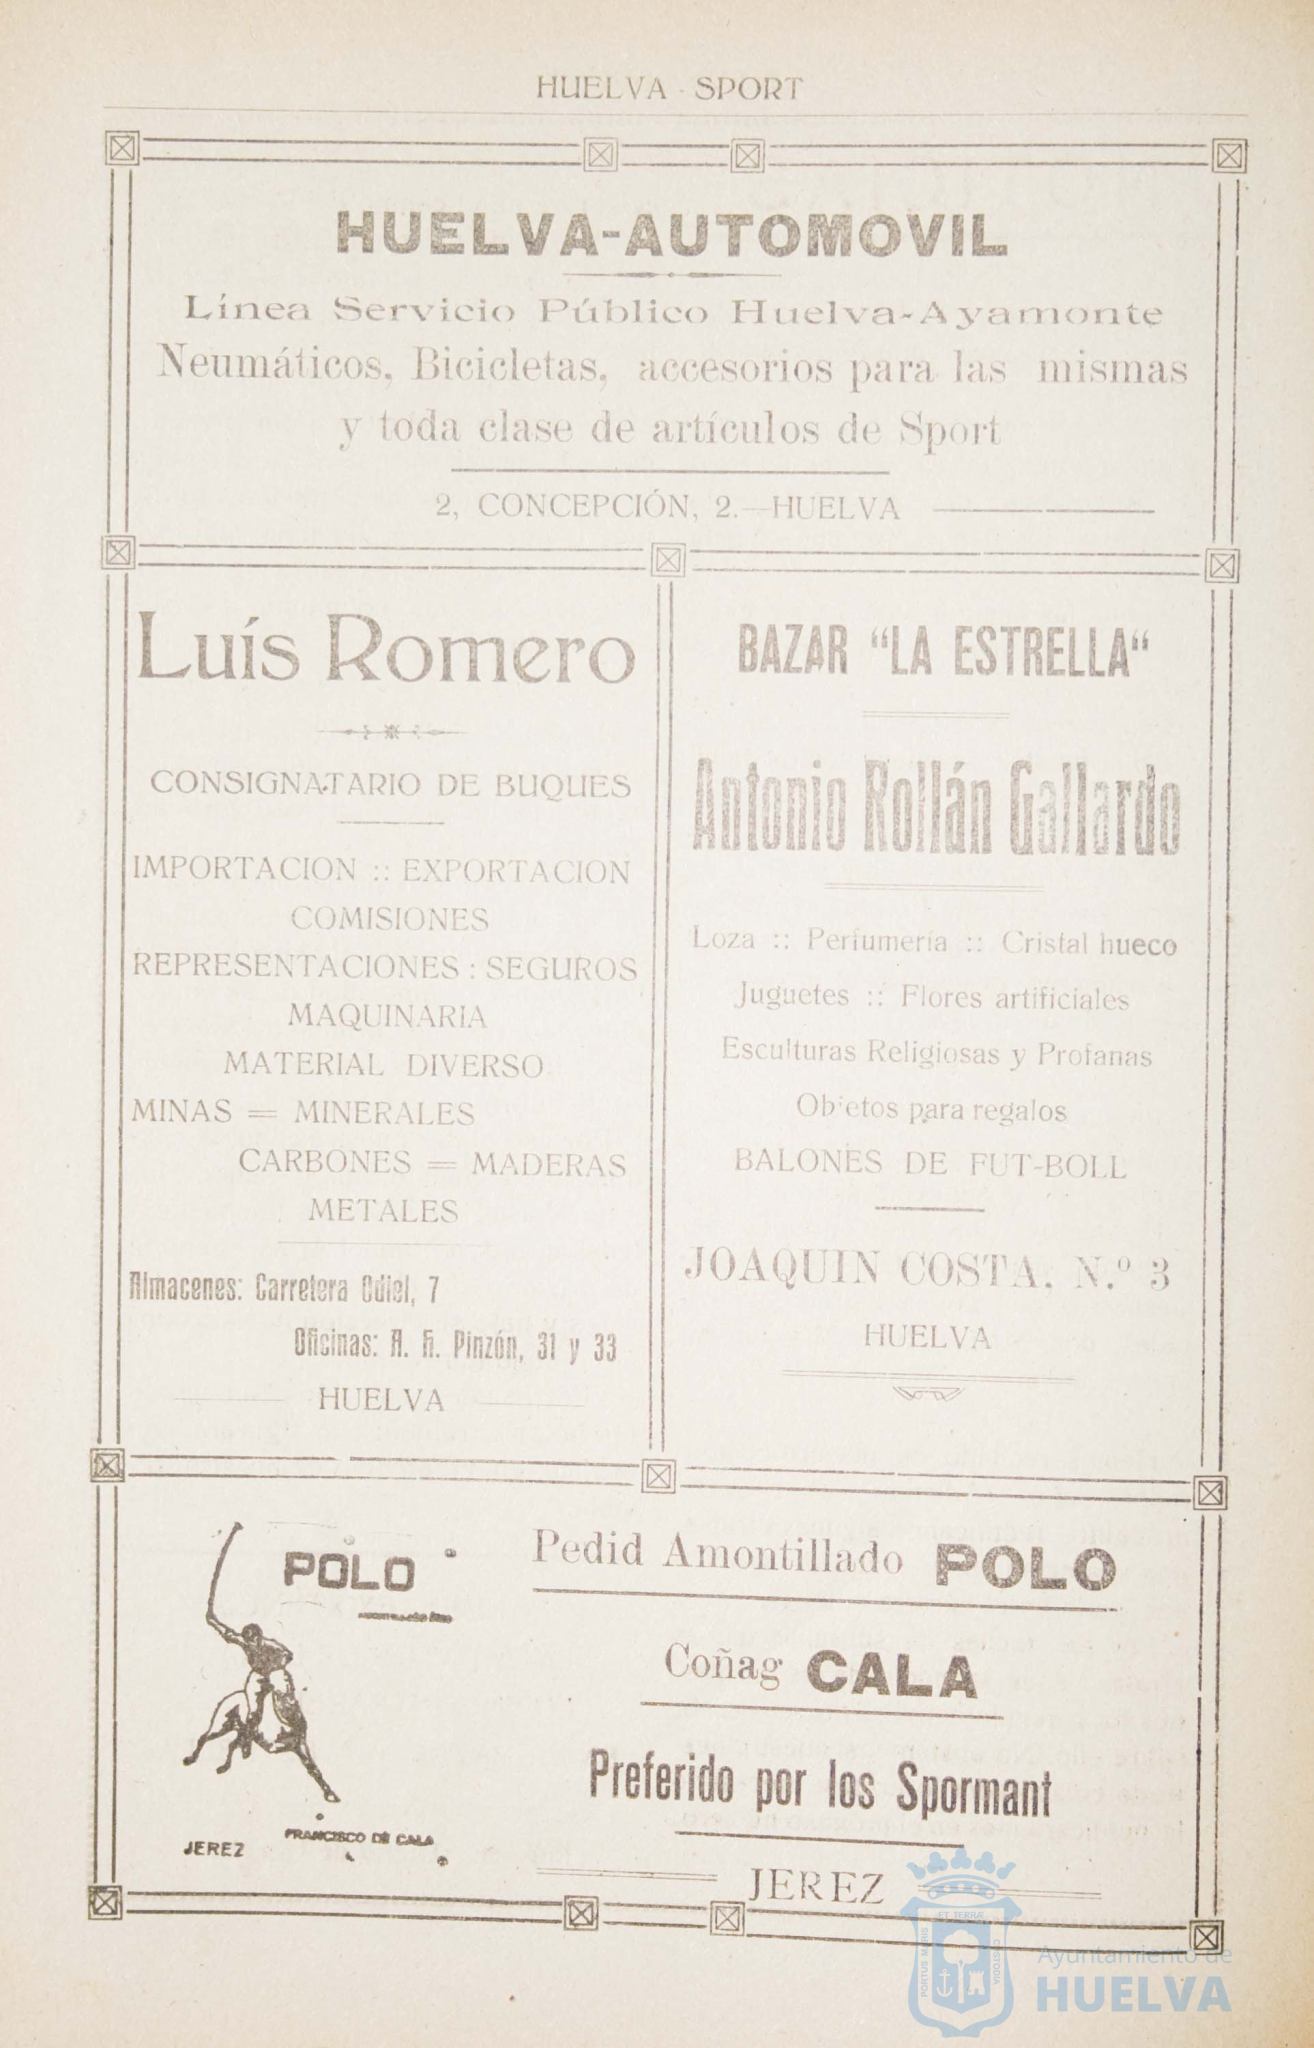 HUELVA - SPORT
HUELVA-AUTOMOVIL
Línea Servicio Público Huelva-Ayamonte
Neumáticos, Bicicletas, accesorios para las mismas
y toda clase de artículos de Sport
2, CONCEPCIÓN, 2.—HUELVA
Luís Romero
CONSIGNATARIO DE BUQUES
IMPORTACION :: EXPORTACION
COMISIONES
REPRESENTACIONES : SEGUROS
MAQUINARIA
MATERIAL DIVERSO
MINAS = MINERALES
CARBONES = MADERAS
METALES
Almacenes: Carretera Odiel, 7
Oficinas: A. H. Pinzón, 31 y 33
HUELVA
BAZAR “LA ESTRELLA“
Antonio Rollán Gallardo
Loza :: Perfumería :: Cristal hueco
Juguetes :: Flores artificiales
Esculturas Religiosas y Profanas
Objetos para regalos
BALONES DE FUT-BOLL
JOAQUIN COSTA, N.º 3
HUELVA
POLO
JEREZ
FRANCISCO DE CALA
Pedid Amontillado POLO
Coñag CALA
Preferido por los Spormant
JEREZ
PORTUS MARIS ET TERRÆ CUSTODIA
Ayuntamiento de
HUELVA